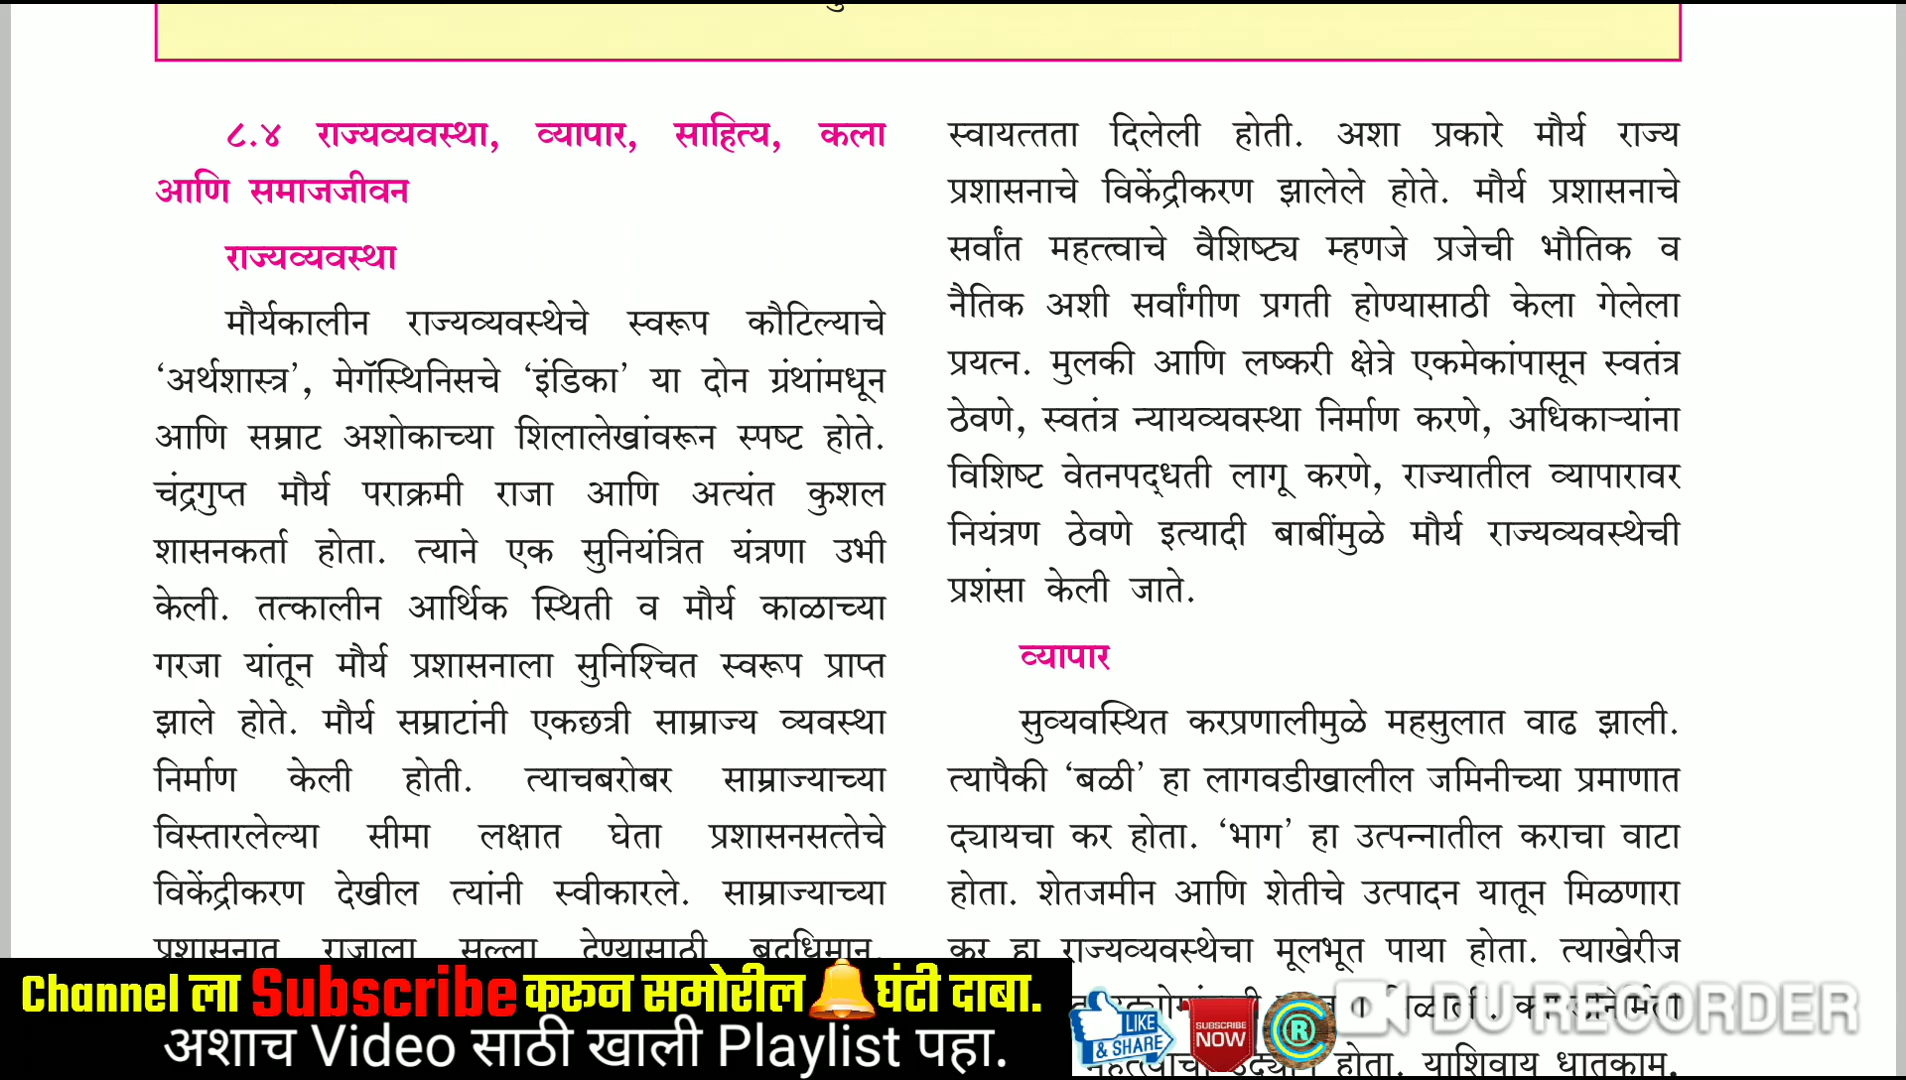 ८.४ राज्यव्यवस्था, व्यापार, साहित्य, कला
आणि समाजजीवन
राज्यव्यवस्था
मौर्यकालीन राज्यव्यवस्थेचे स्वरूप कौटिल्याचे
‘अर्थशास्त्र’, मेगॅस्थिनिसचे ‘इंडिका’ या दोन ग्रंथांमधून
आणि सम्राट अशोकाच्या शिलालेखांवरून स्पष्ट होते.
चंद्रगुप्त मौर्य पराक्रमी राजा आणि अत्यंत कुशल
शासनकर्ता होता. त्याने एक सुनियंत्रित यंत्रणा उभी
केली. तत्कालीन आर्थिक स्थिती व मौर्य काळाच्या
गरजा यांतून मौर्य प्रशासनाला सुनिश्चित स्वरूप प्राप्त
झाले होते. मौर्य सम्राटांनी एकछत्री साम्राज्य व्यवस्था
निर्माण केली होती. त्याचबरोबर साम्राज्याच्या
विस्तारलेल्या सीमा लक्षात घेता प्रशासनसत्तेचे
विकेंद्रीकरण देखील त्यांनी स्वीकारले. साम्राज्याच्या
प्रशासनात राजाला सल्ला देण्यासाठी बुद्धिमान,
स्वायत्तता दिलेली होती. अशा प्रकारे मौर्य राज्य
प्रशासनाचे विकेंद्रीकरण झालेले होते. मौर्य प्रशासनाचे
सर्वांत महत्त्वाचे वैशिष्ट्य म्हणजे प्रजेची भौतिक व
नैतिक अशी सर्वांगीण प्रगती होण्यासाठी केला गेलेला
प्रयत्न. मुलकी आणि लष्करी क्षेत्रे एकमेकांपासून स्वतंत्र
ठेवणे, स्वतंत्र न्यायव्यवस्था निर्माण करणे, अधिकाऱ्यांना
विशिष्ट वेतनपद्धती लागू करणे, राज्यातील व्यापारावर
नियंत्रण ठेवणे इत्यादी बाबींमुळे मौर्य राज्यव्यवस्थेची
प्रशंसा केली जाते.
व्यापार
सुव्यवस्थित करप्रणालीमुळे महसुलात वाढ झाली.
त्यापैकी ‘बळी’ हा लागवडीखालील जमिनीच्या प्रमाणात
द्यायचा कर होता. ‘भाग’ हा उत्पन्नातील कराचा वाटा
होता. शेतजमीन आणि शेतीचे उत्पादन यातून मिळणारा
कर हा राज्यव्यवस्थेचा मूलभूत पाया होता. त्याखेरीज
होता. याशिवाय धातकाम,
Channel ला Subscribe करून समोरील घंटी दाबा.
अशाच Video साठी खाली Playlist पहा.
LIKE
& SHARE
SUBSCRIBE
NOW
DU RECORDER